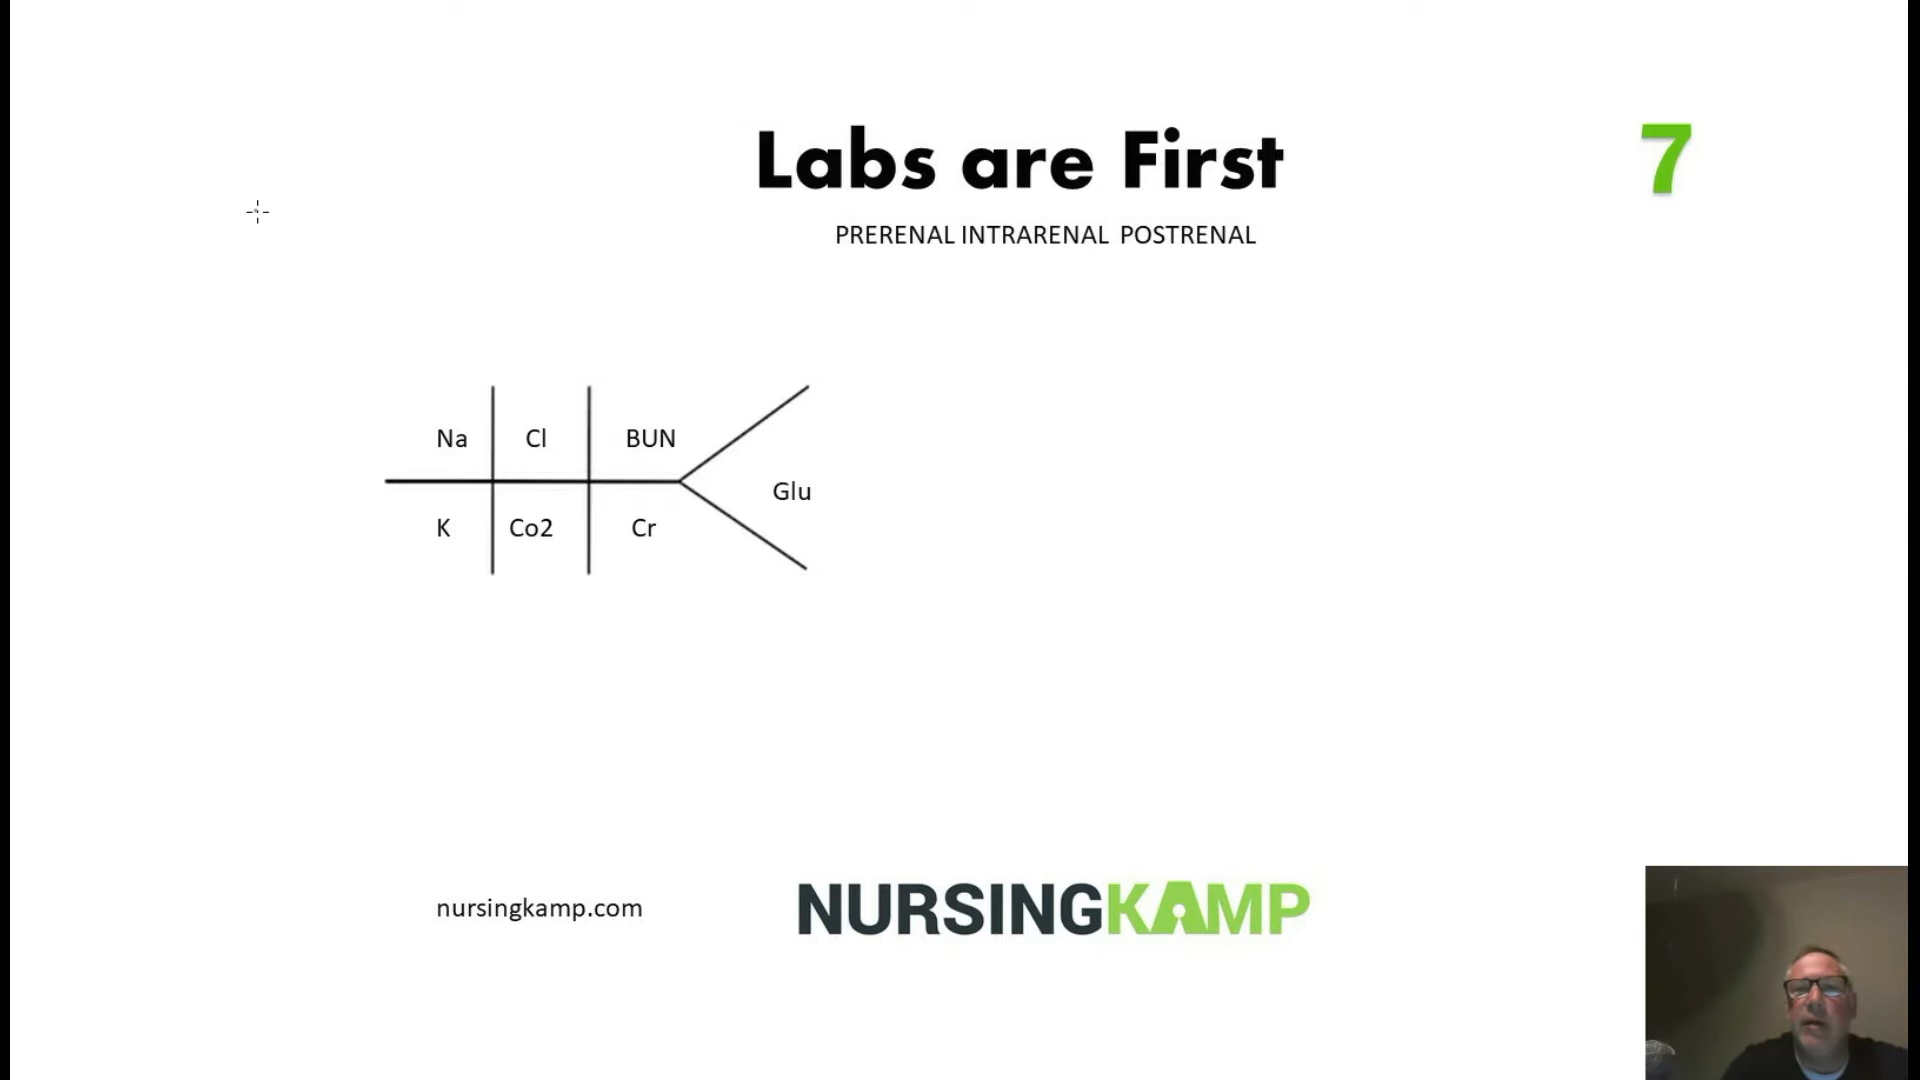 Labs are First
7
PRERENAL INTRARENAL POSTRENAL
Na Cl BUN
Glu
K Co2 Cr
nursingkamp.com
NURSINGKAMP